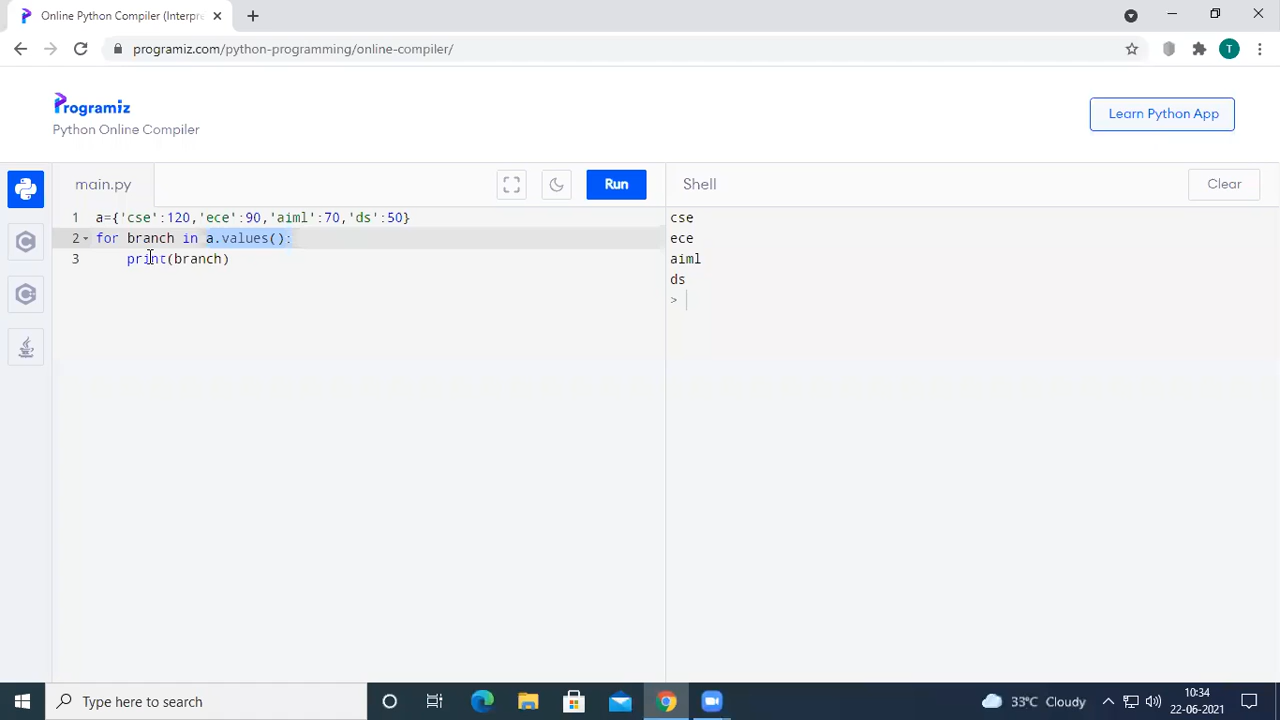 Online Python Compiler (Interpre
programiz.com/python-programming/online-compiler/
T
Programiz
Python Online Compiler
Learn Python App
main.py
Run
Shell
Clear
1 a={'cse':120,'ece':90,'aiml':70,'ds':50}
2 for branch in a.values():
3 print(branch)
cse
ece
aiml
ds
>
Type here to search
33°C Cloudy
10:34
22-06-2021